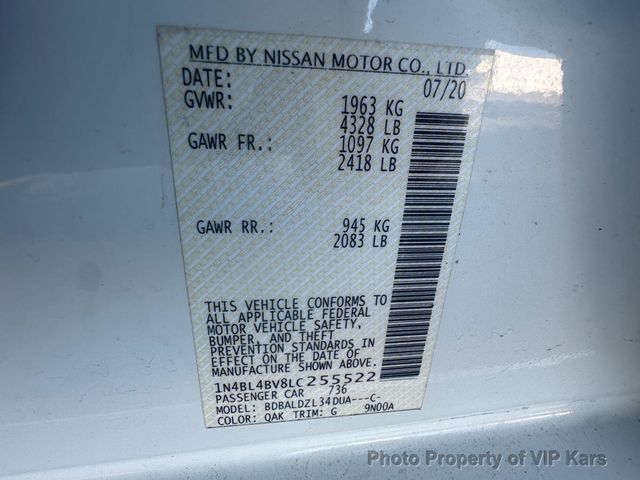 MFD BY NISSAN MOTOR CO., LTD.
DATE: 07/20
GVWR: 1963 KG
4328 LB
GAWR FR.: 1097 KG
2418 LB
GAWR RR.: 945 KG
2083 LB
THIS VEHICLE CONFORMS TO
ALL APPLICABLE FEDERAL
MOTOR VEHICLE SAFETY,
BUMPER, AND THEFT
PREVENTION STANDARDS IN
EFFECT ON THE DATE OF
MANUFACTURE SHOWN ABOVE.
1N4BL4BV8LC255522
PASSENGER CAR 736
MODEL: BDBALDZL34DUA---C-
COLOR: QAK TRIM: G 9N00A
Photo Property of VIP Kars